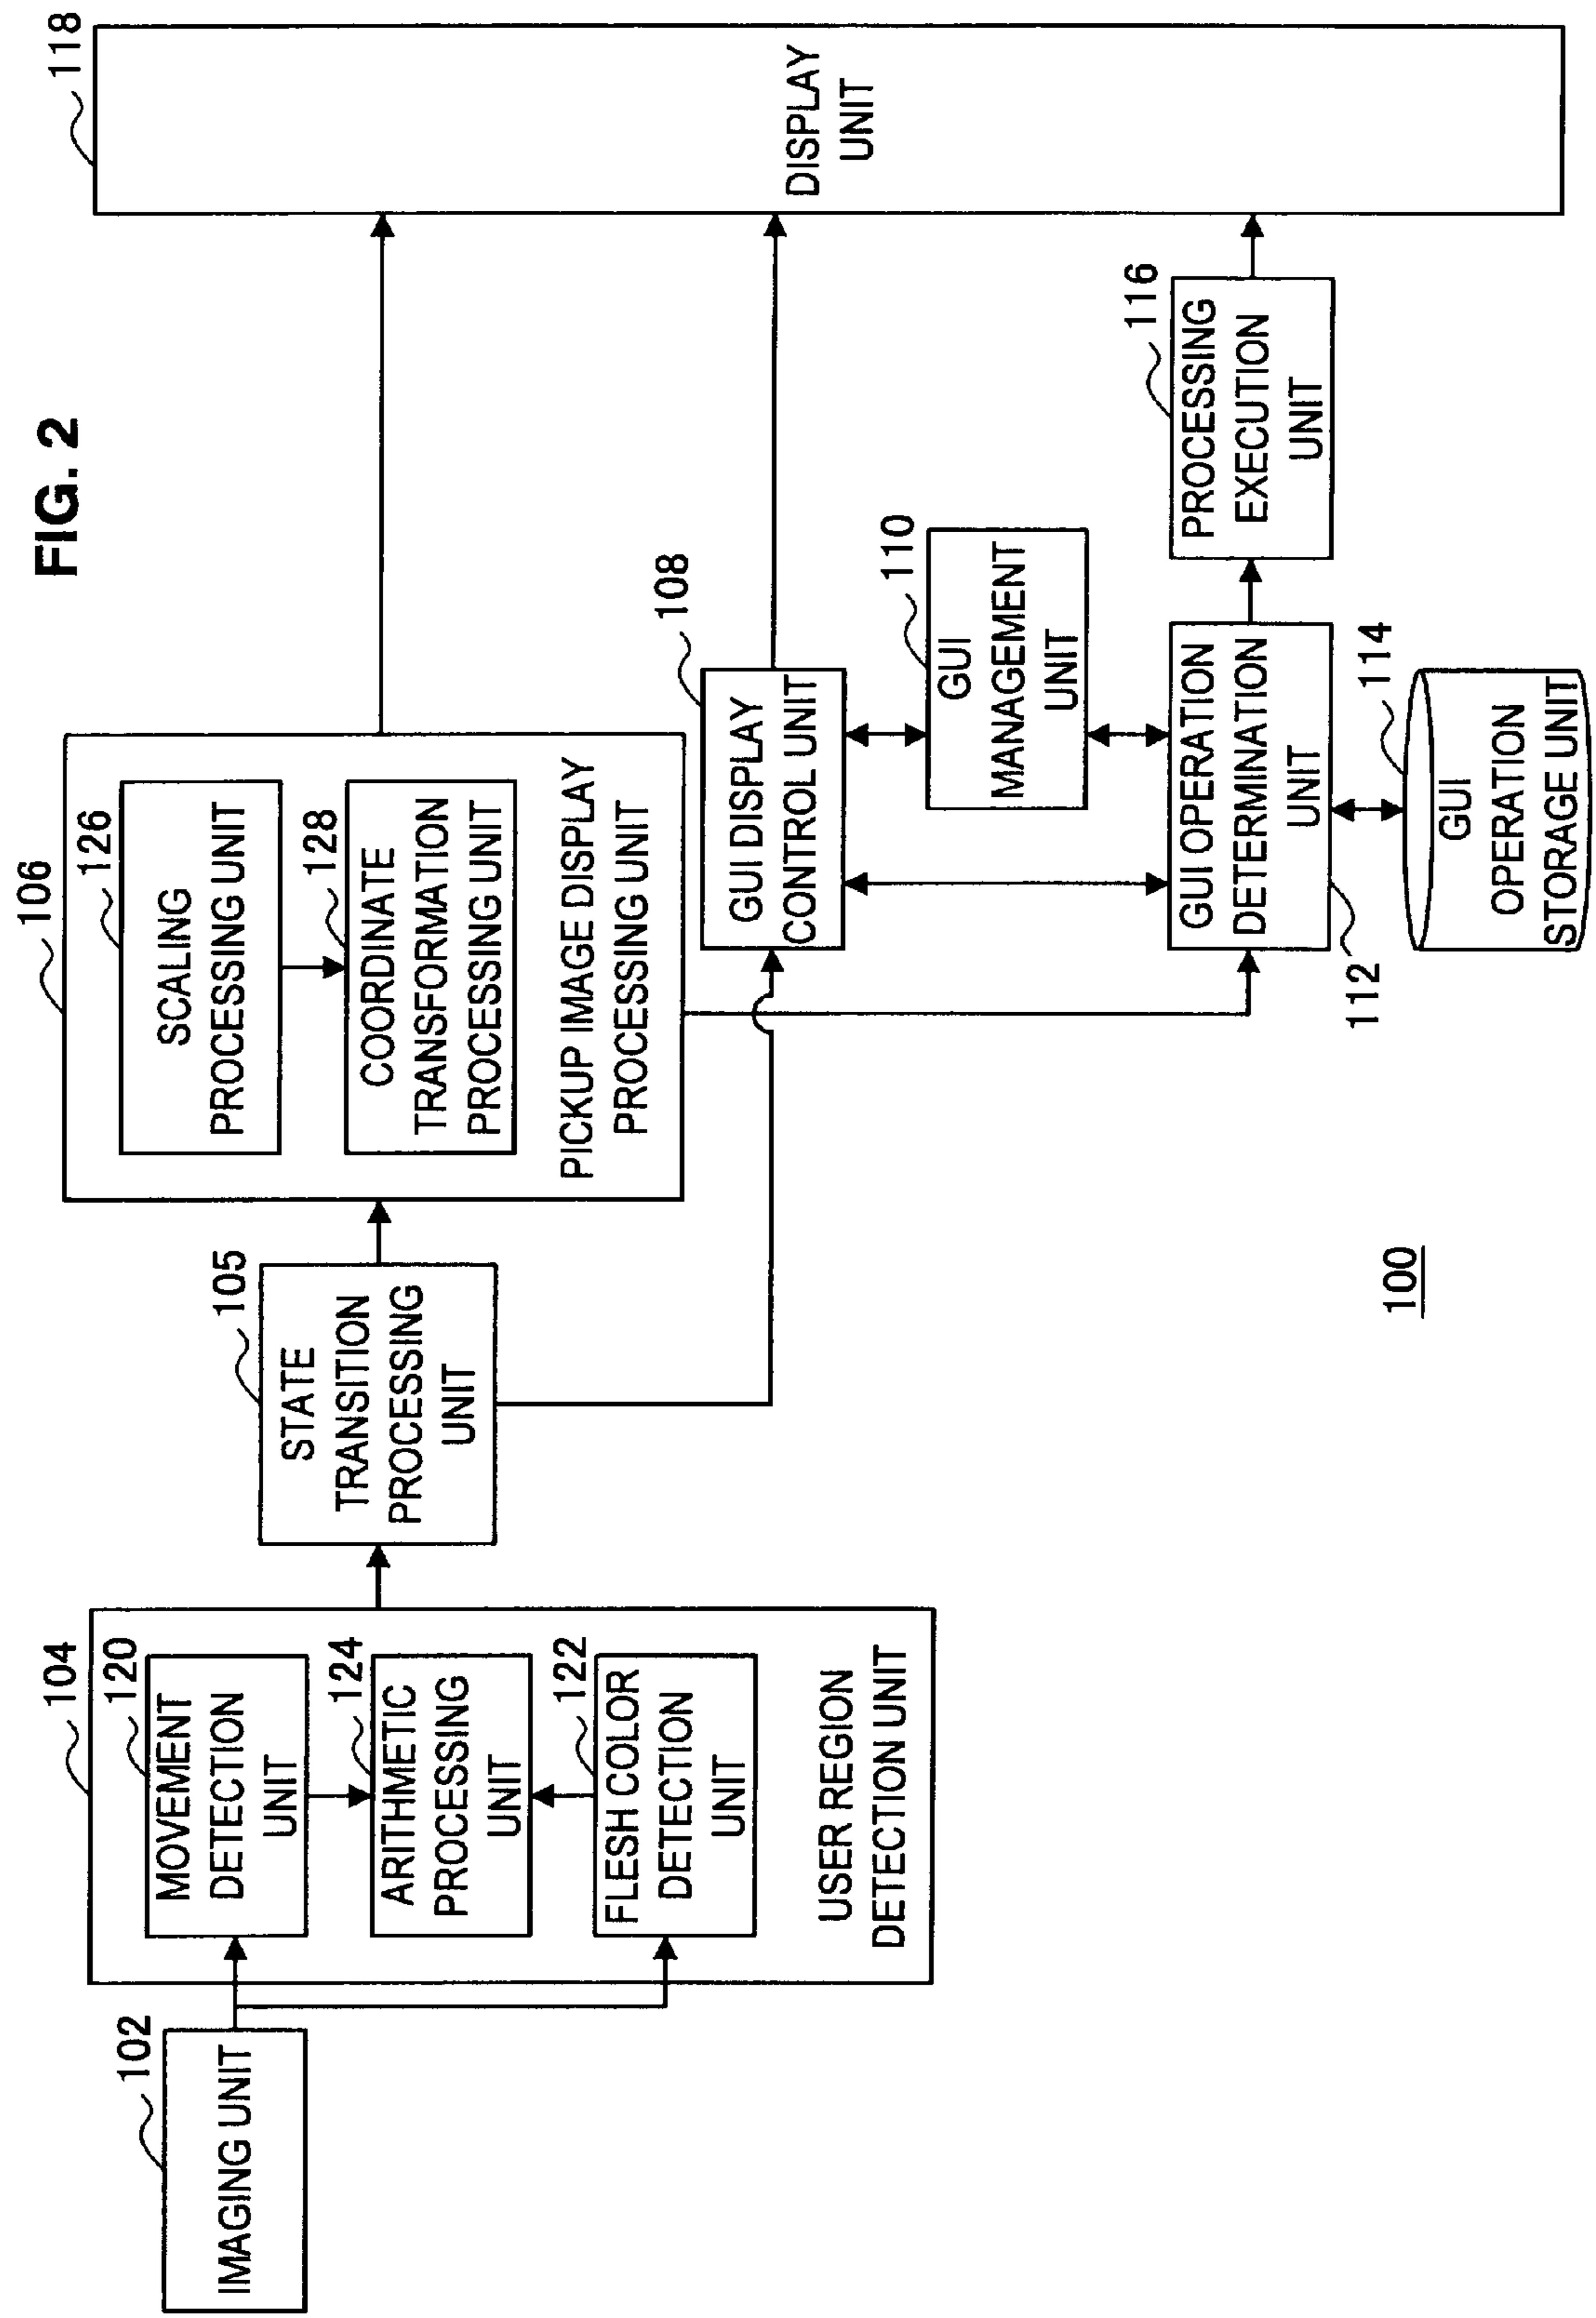 FIG. 2
102
IMAGING UNIT
104
120
MOVEMENT
DETECTION
UNIT
124
ARITHMETIC
PROCESSING
UNIT
122
FLESH COLOR
DETECTION
UNIT
USER REGION
DETECTION UNIT
105
STATE
TRANSITION
PROCESSING
UNIT
106
126
SCALING
PROCESSING UNIT
128
COORDINATE
TRANSFORMATION
PROCESSING UNIT
PICKUP IMAGE DISPLAY
PROCESSING UNIT
108
GUI DISPLAY
CONTROL UNIT
110
GUI
MANAGEMENT
UNIT
GUI OPERATION
DETERMINATION
UNIT
112
114
GUI
OPERATION
STORAGE UNIT
116
PROCESSING
EXECUTION
UNIT
118
DISPLAY
UNIT
100